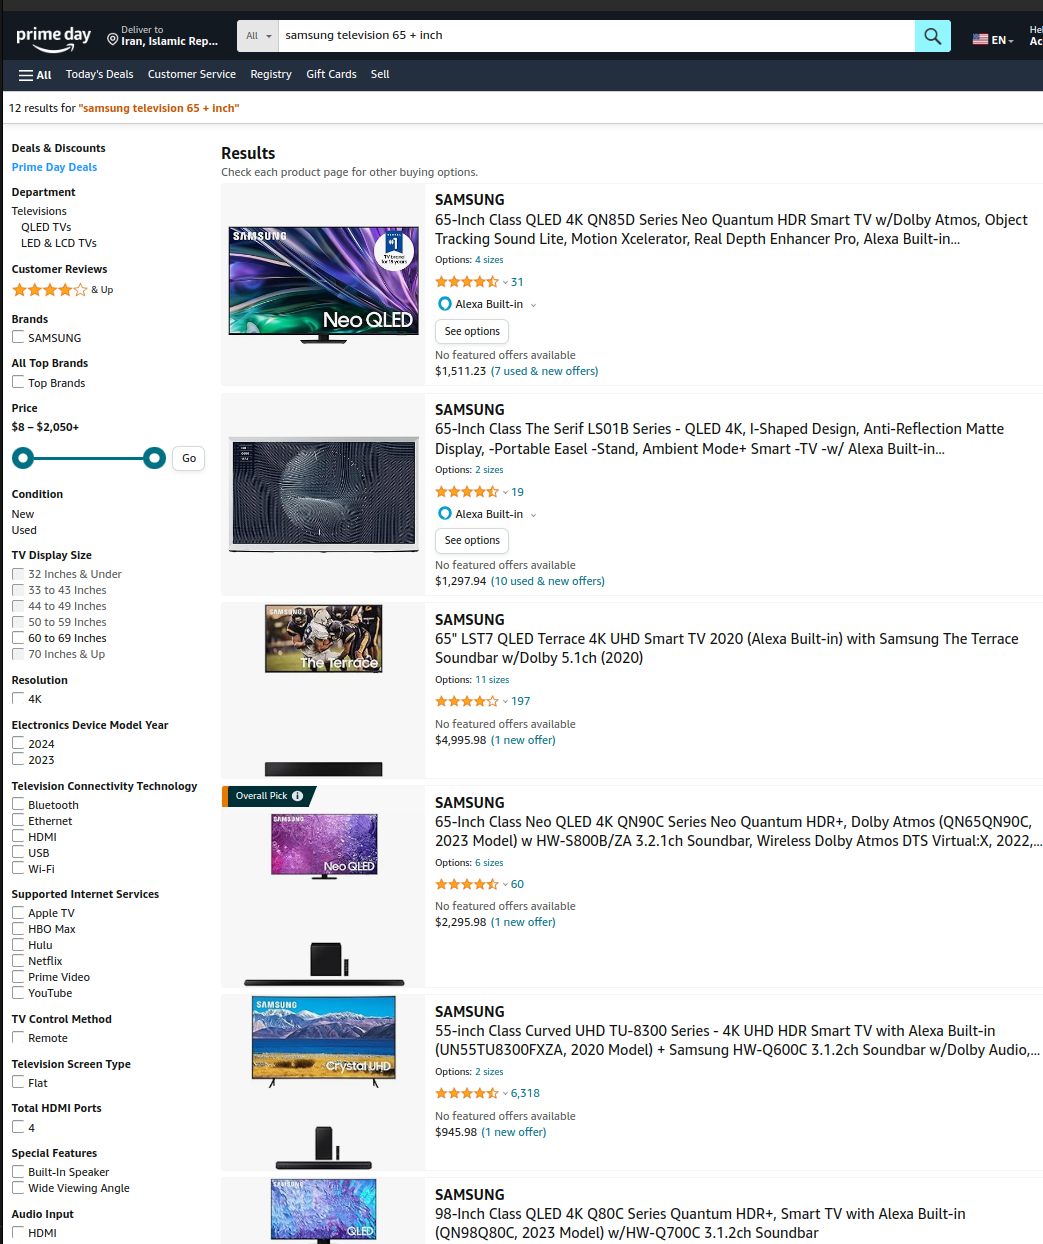 prime day
Deliver to
Iran, Islamic Rep...
All
samsung television 65 + inch
EN
Hel
Ac
All
Today's Deals
Customer Service
Registry
Gift Cards
Sell
12 results for "samsung television 65 + inch"
Deals & Discounts
Prime Day Deals
Department
Televisions
QLED TVs
LED & LCD TVs
Customer Reviews
& Up
Brands
SAMSUNG
All Top Brands
Top Brands
Price
$8 – $2,050+
Go
Condition
New
Used
TV Display Size
32 Inches & Under
33 to 43 Inches
44 to 49 Inches
50 to 59 Inches
60 to 69 Inches
70 Inches & Up
Resolution
4K
Electronics Device Model Year
2024
2023
Television Connectivity Technology
Bluetooth
Ethernet
HDMI
USB
Wi-Fi
Supported Internet Services
Apple TV
HBO Max
Hulu
Netflix
Prime Video
YouTube
TV Control Method
Remote
Television Screen Type
Flat
Total HDMI Ports
4
Special Features
Built-In Speaker
Wide Viewing Angle
Audio Input
HDMI
Results
Check each product page for other buying options.
SAMSUNG
#1
TV brand
for 18 years
Neo QLED
SAMSUNG
65-Inch Class QLED 4K QN85D Series Neo Quantum HDR Smart TV w/Dolby Atmos, Object
Tracking Sound Lite, Motion Xcelerator, Real Depth Enhancer Pro, Alexa Built-in...
Options: 4 sizes
31
Alexa Built-in
See options
No featured offers available
$1,511.23 (7 used & new offers)
SAMSUNG
65-Inch Class The Serif LS01B Series - QLED 4K, I-Shaped Design, Anti-Reflection Matte
Display, -Portable Easel -Stand, Ambient Mode+ Smart -TV -w/ Alexa Built-in...
Options: 2 sizes
19
Alexa Built-in
See options
No featured offers available
$1,297.94 (10 used & new offers)
SAMSUNG
The Terrace
SAMSUNG
65" LST7 QLED Terrace 4K UHD Smart TV 2020 (Alexa Built-in) with Samsung The Terrace
Soundbar w/Dolby 5.1ch (2020)
Options: 11 sizes
197
No featured offers available
$4,995.98 (1 new offer)
Overall Pick
SAMSUNG
Neo QLED
SAMSUNG
65-Inch Class Neo QLED 4K QN90C Series Neo Quantum HDR+, Dolby Atmos (QN65QN90C,
2023 Model) w HW-S800B/ZA 3.2.1ch Soundbar, Wireless Dolby Atmos DTS Virtual:X, 2022,...
Options: 6 sizes
60
No featured offers available
$2,295.98 (1 new offer)
SAMSUNG
Crystal UHD
SAMSUNG
55-inch Class Curved UHD TU-8300 Series - 4K UHD HDR Smart TV with Alexa Built-in
(UN55TU8300FXZA, 2020 Model) + Samsung HW-Q600C 3.1.2ch Soundbar w/Dolby Audio,...
Options: 2 sizes
6,318
No featured offers available
$945.98 (1 new offer)
SAMSUNG
QLED
SAMSUNG
98-Inch Class QLED 4K Q80C Series Quantum HDR+, Smart TV with Alexa Built-in
(QN98Q80C, 2023 Model) w/HW-Q700C 3.1.2ch Soundbar